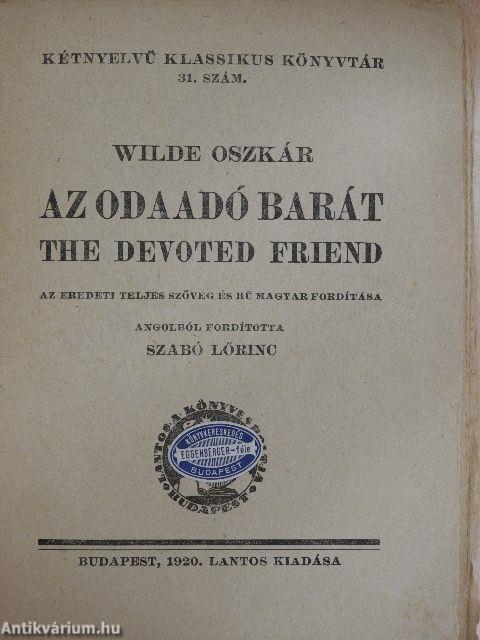 KÉTNYELVŰ KLASSIKUS KÖNYVTÁR
31. SZÁM.
WILDE OSZKÁR
AZ ODAADÓ BARÁT
THE DEVOTED FRIEND
AZ EREDETI TELJES SZÖVEG ÉS HŰ MAGYAR FORDÍTÁSA
ANGOLBÓL FORDÍTOTTA
SZABÓ LŐRINC
LANTOS A KÖNYVESBOLTJA
BUDAPEST
KÖNYVKERESKEDÉS
EGGENBERGER-féle
BUDAPEST
BUDAPEST, 1920. LANTOS KIADÁSA
Antikvárium.hu